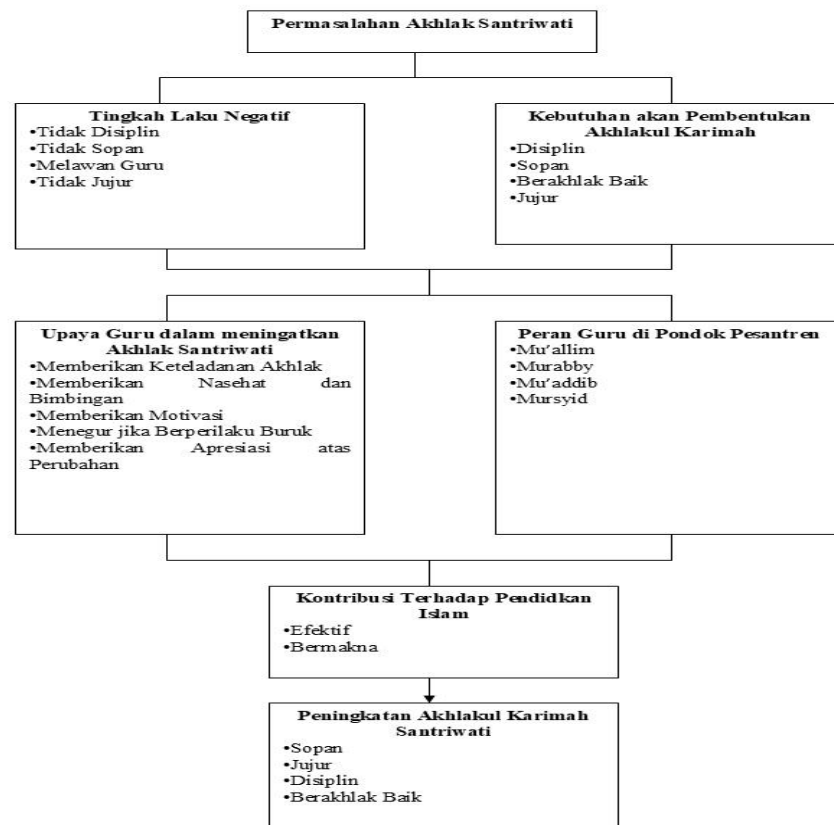 Permasalahan Akhlak Santriwati
Tingkah Laku Negatif
•Tidak Disiplin
•Tidak Sopan
•Melawan Guru
•Tidak Jujur
Kebutuhan akan Pembentukan
Akhlakul Karimah
•Disiplin
•Sopan
•Berakhlak Baik
•Jujur
Upaya Guru dalam meningatkan
Akhlak Santriwati
•Memberikan Keteladanan Akhlak
•Memberikan Nasehat dan
Bimbingan
•Memberikan Motivasi
•Menegur jika Berperilaku Buruk
•Memberikan Apresiasi atas
Perubahan
Peran Guru di Pondok Pesantren
•Mu'allim
•Murabby
•Mu'addib
•Mursyid
Kontribusi Terhadap Pendidkan
Islam
•Efektif
•Bermakna
Peningkatan Akhlakul Karimah
Santriwati
•Sopan
•Jujur
•Disiplin
•Berakhlak Baik